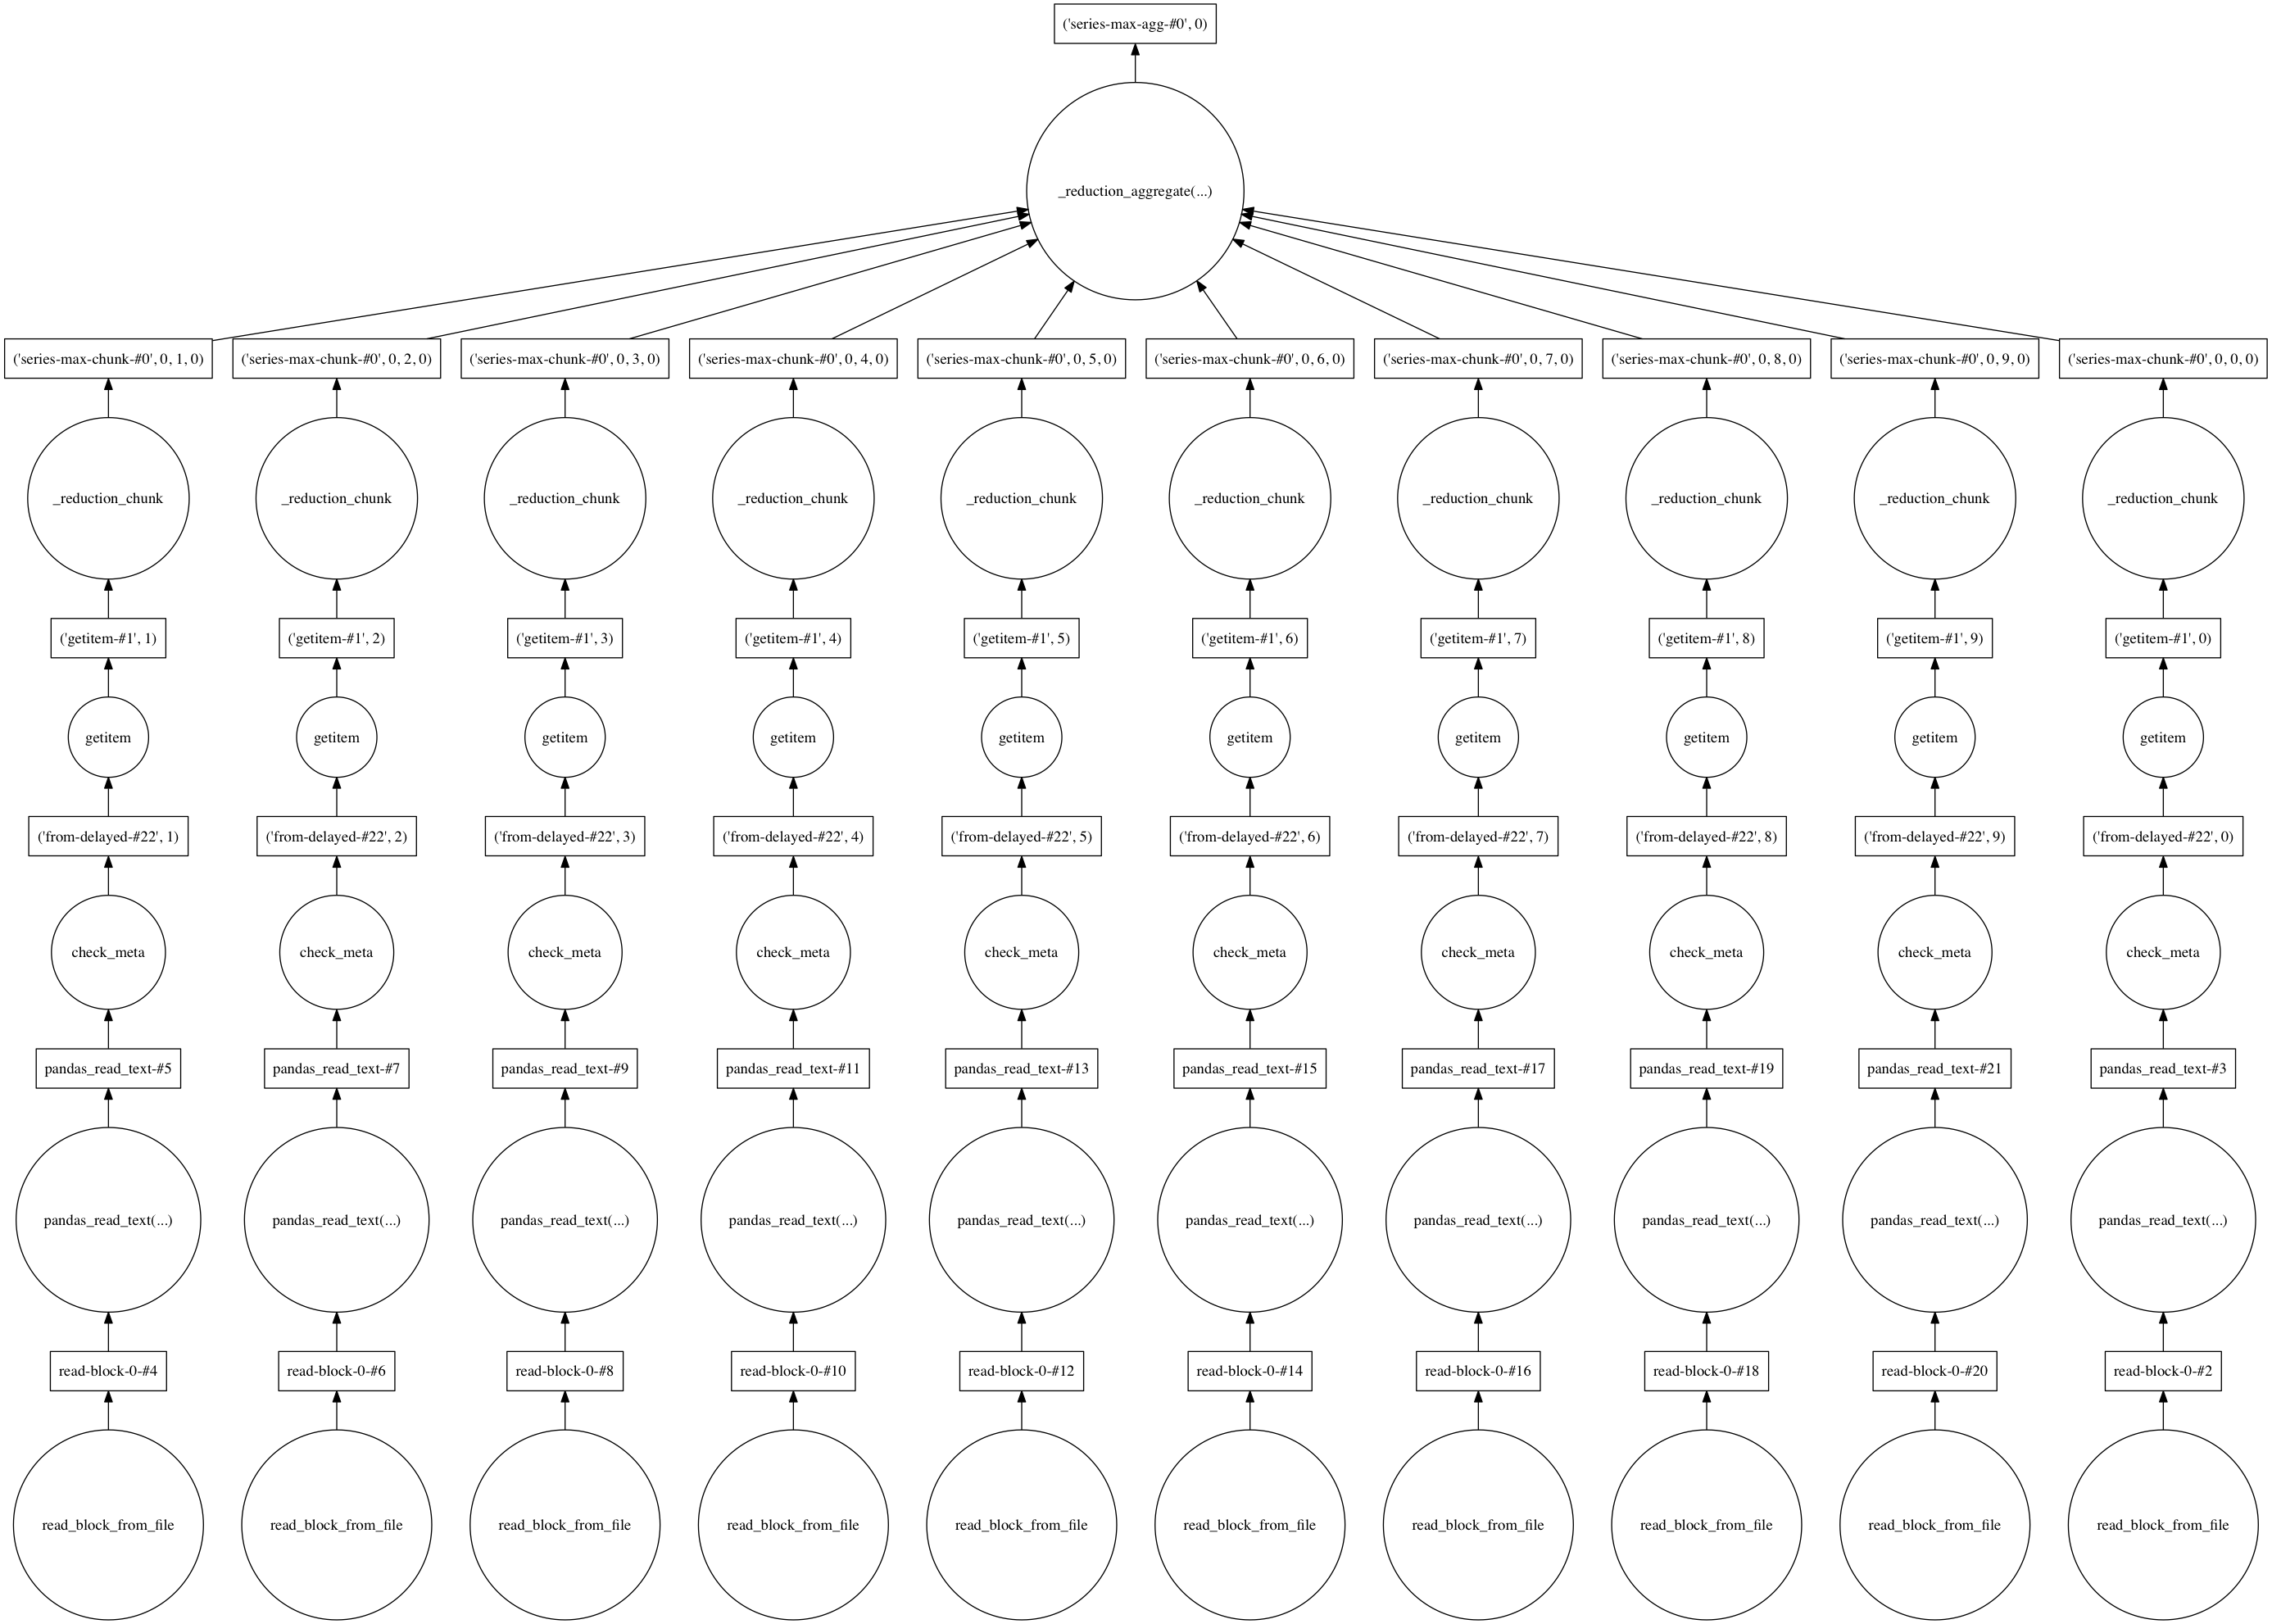 ('series-max-agg-#0', 0)
_reduction_aggregate(...)
('series-max-chunk-#0', 0, 1, 0) ('series-max-chunk-#0', 0, 2, 0) ('series-max-chunk-#0', 0, 3, 0) ('series-max-chunk-#0', 0, 4, 0) ('series-max-chunk-#0', 0, 5, 0) ('series-max-chunk-#0', 0, 6, 0) ('series-max-chunk-#0', 0, 7, 0) ('series-max-chunk-#0', 0, 8, 0) ('series-max-chunk-#0', 0, 9, 0) ('series-max-chunk-#0', 0, 0, 0)
_reduction_chunk _reduction_chunk _reduction_chunk _reduction_chunk _reduction_chunk _reduction_chunk _reduction_chunk _reduction_chunk _reduction_chunk _reduction_chunk
('getitem-#1', 1) ('getitem-#1', 2) ('getitem-#1', 3) ('getitem-#1', 4) ('getitem-#1', 5) ('getitem-#1', 6) ('getitem-#1', 7) ('getitem-#1', 8) ('getitem-#1', 9) ('getitem-#1', 0)
getitem getitem getitem getitem getitem getitem getitem getitem getitem getitem
('from-delayed-#22', 1) ('from-delayed-#22', 2) ('from-delayed-#22', 3) ('from-delayed-#22', 4) ('from-delayed-#22', 5) ('from-delayed-#22', 6) ('from-delayed-#22', 7) ('from-delayed-#22', 8) ('from-delayed-#22', 9) ('from-delayed-#22', 0)
check_meta check_meta check_meta check_meta check_meta check_meta check_meta check_meta check_meta check_meta
pandas_read_text-#5 pandas_read_text-#7 pandas_read_text-#9 pandas_read_text-#11 pandas_read_text-#13 pandas_read_text-#15 pandas_read_text-#17 pandas_read_text-#19 pandas_read_text-#21 pandas_read_text-#3
pandas_read_text(...) pandas_read_text(...) pandas_read_text(...) pandas_read_text(...) pandas_read_text(...) pandas_read_text(...) pandas_read_text(...) pandas_read_text(...) pandas_read_text(...) pandas_read_text(...)
read-block-0-#4 read-block-0-#6 read-block-0-#8 read-block-0-#10 read-block-0-#12 read-block-0-#14 read-block-0-#16 read-block-0-#18 read-block-0-#20 read-block-0-#2
read_block_from_file read_block_from_file read_block_from_file read_block_from_file read_block_from_file read_block_from_file read_block_from_file read_block_from_file read_block_from_file read_block_from_file